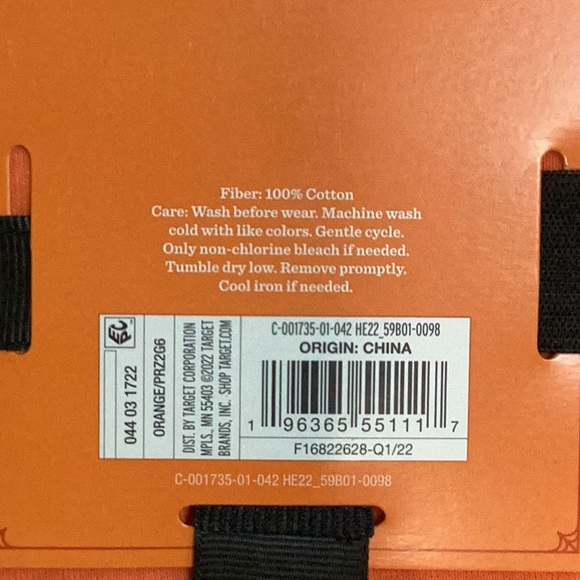 Fiber: 100% Cotton
Care: Wash before wear. Machine wash
cold with like colors. Gentle cycle.
Only non-chlorine bleach if needed.
Tumble dry low. Remove promptly.
Cool iron if needed.
044 03 1722
ORANGE/PRZ2G6
DIST. BY TARGET CORPORATION
MPLS, MN 55403 ©2022 TARGET
BRANDS, INC. SHOP TARGET.COM
C-001735-01-042 HE22_59B01-0098
ORIGIN: CHINA
1 96365 55111 7
F16822628-Q1/22
C-001735-01-042 HE22_59B01-0098